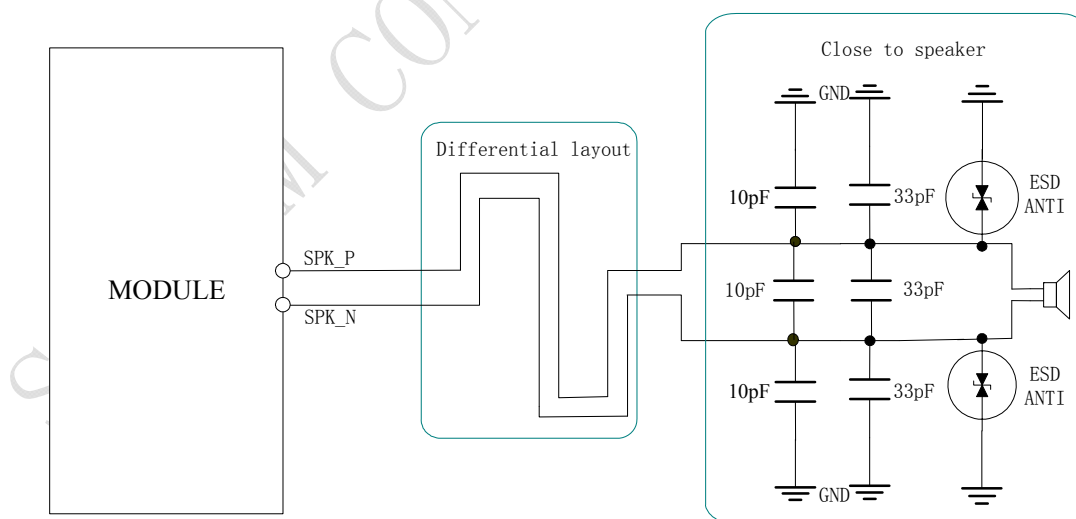 Close to speaker
GND
Differential layout
10pF
33pF
ESD
ANTI
SPK_P
MODULE
10pF
33pF
SPK_N
10pF
33pF
ESD
ANTI
GND